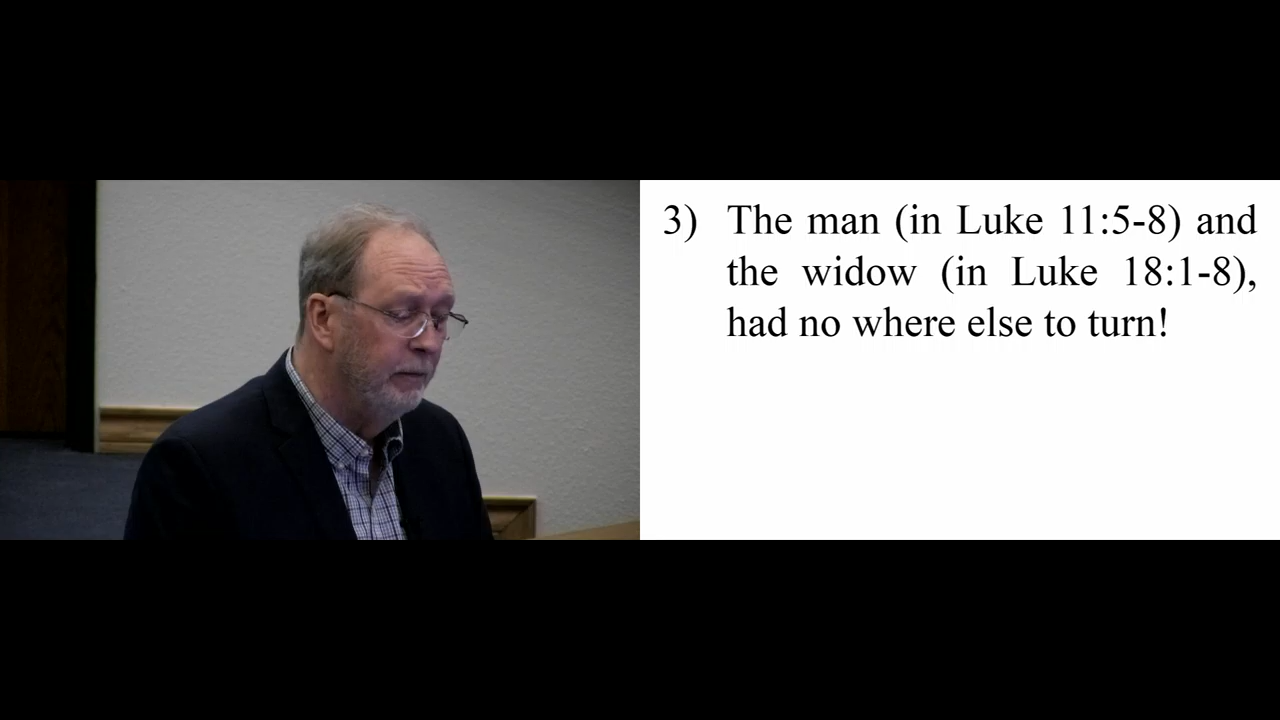 3) The man (in Luke 11:5-8) and
the widow (in Luke 18:1-8),
had no where else to turn!